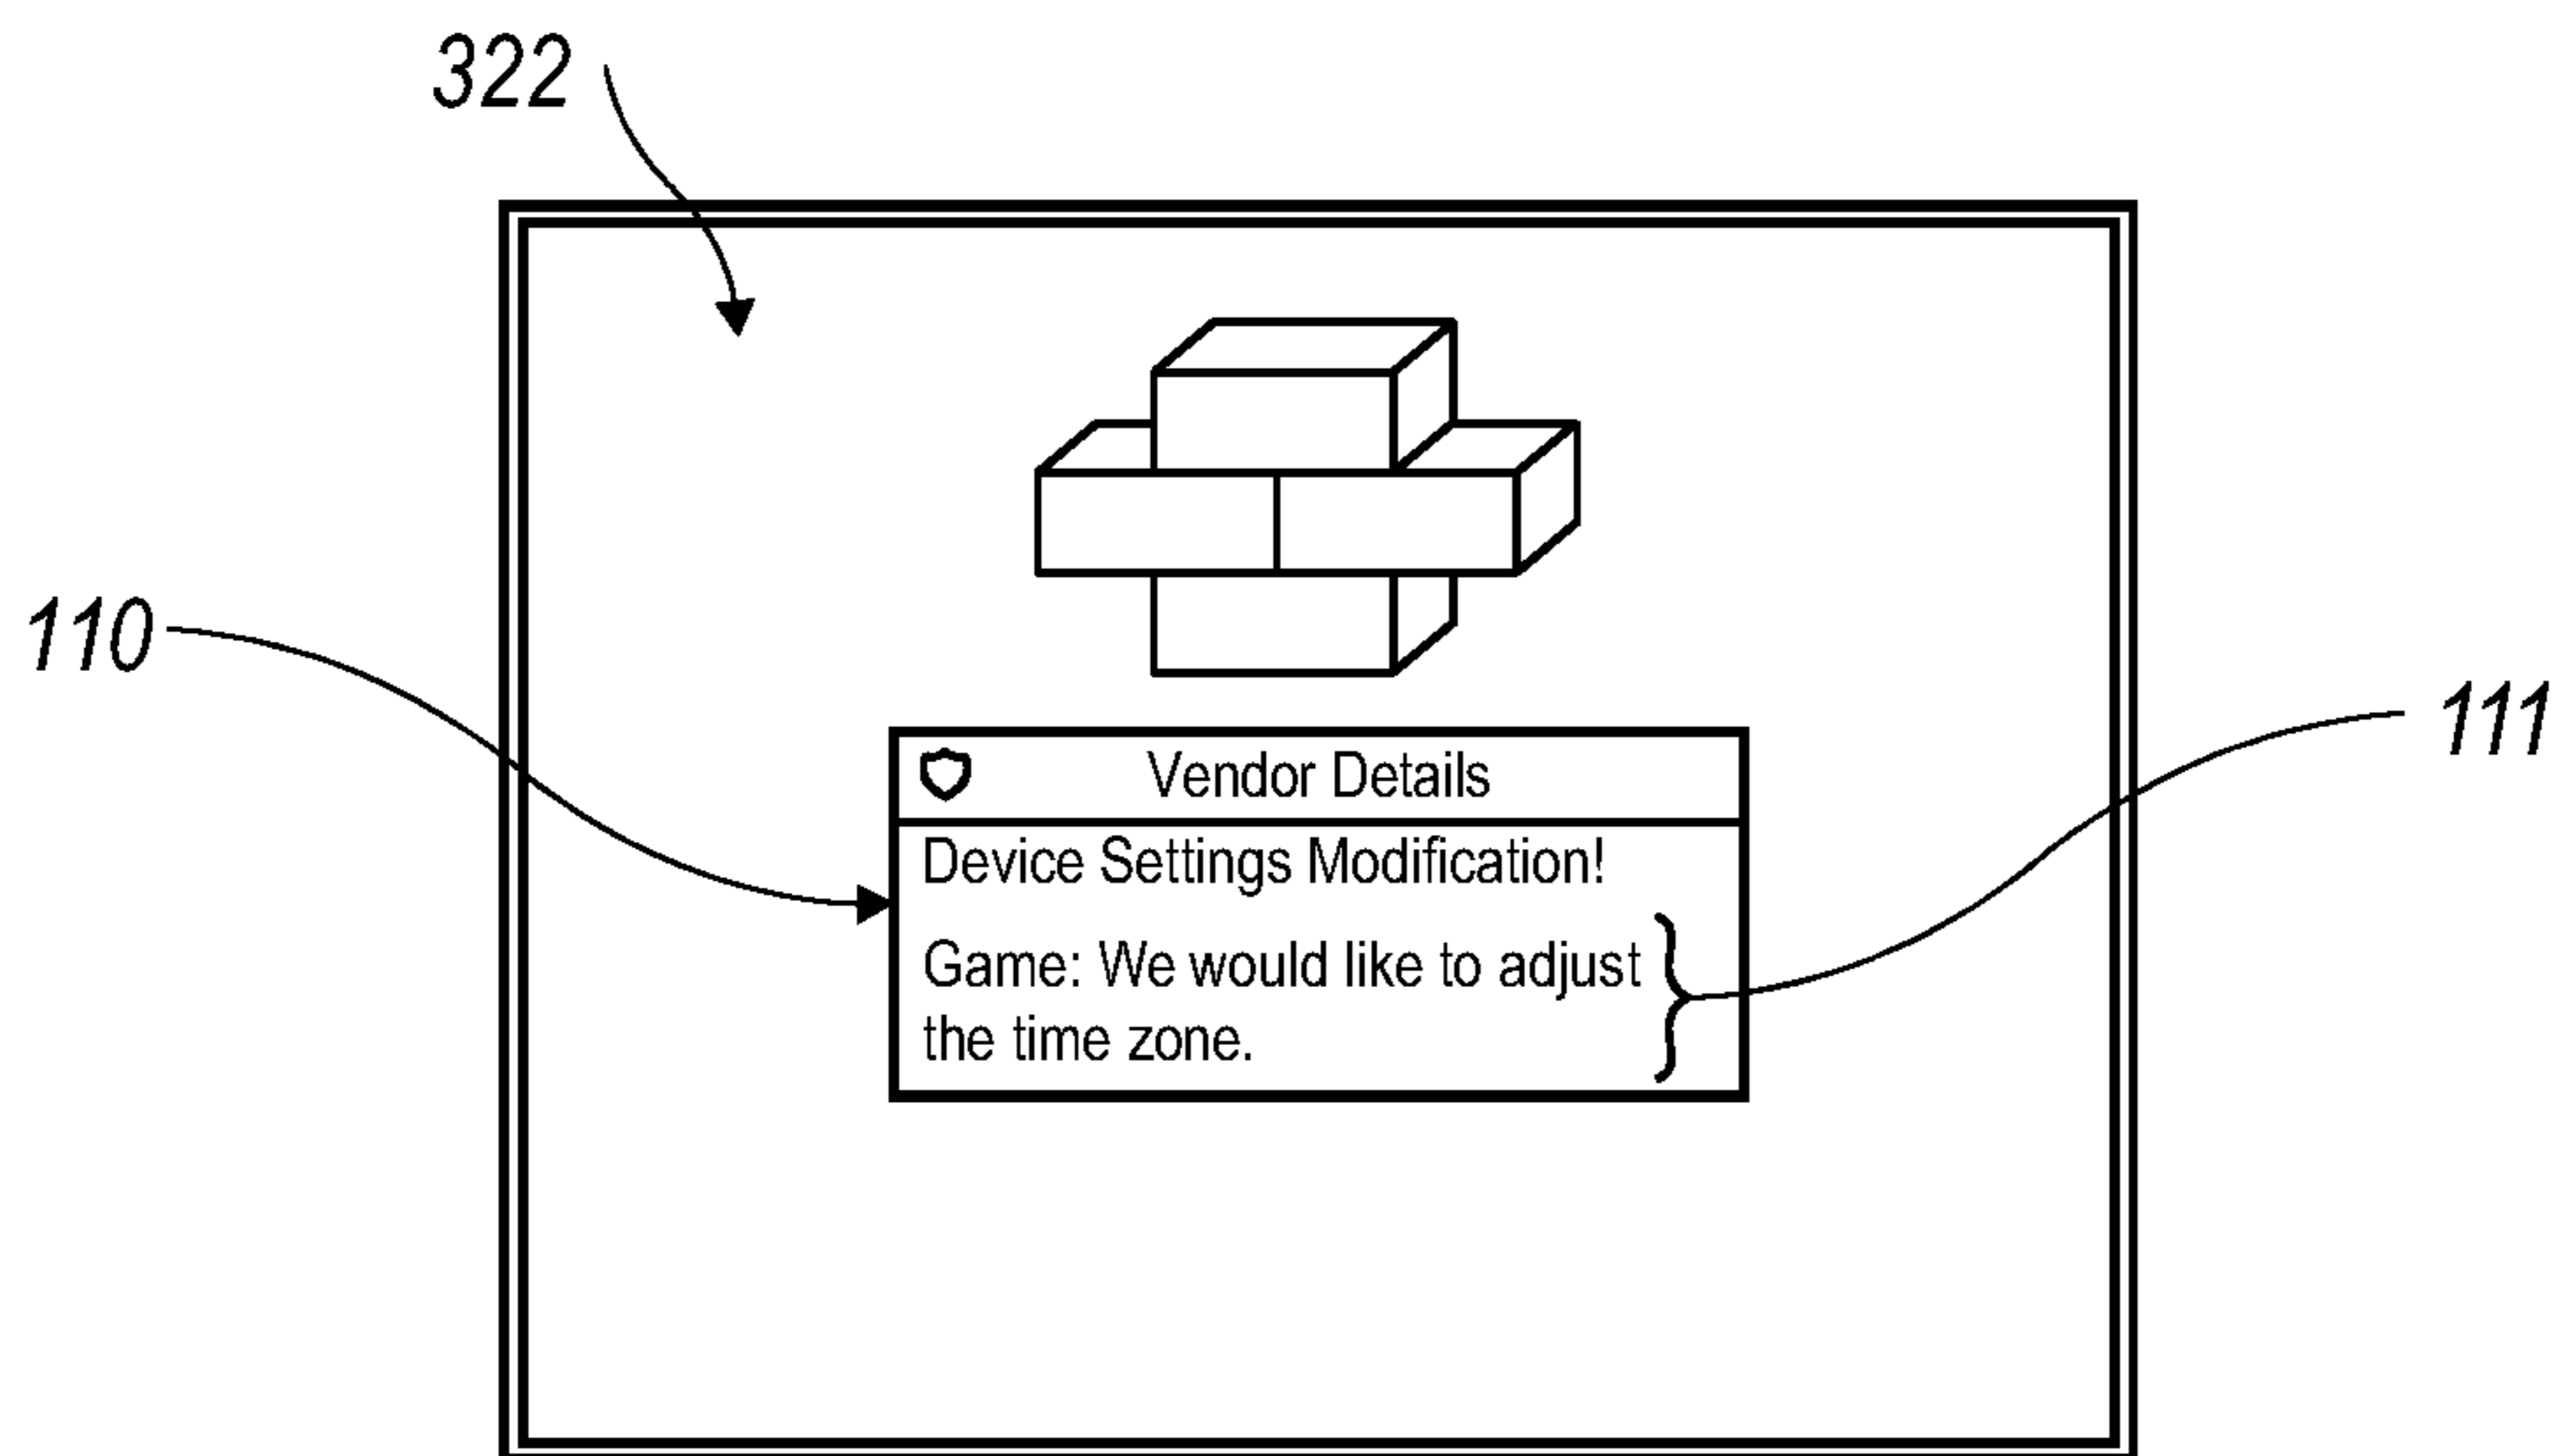 322
110
111
Vendor Details
Device Settings Modification!
Game: We would like to adjust
the time zone.